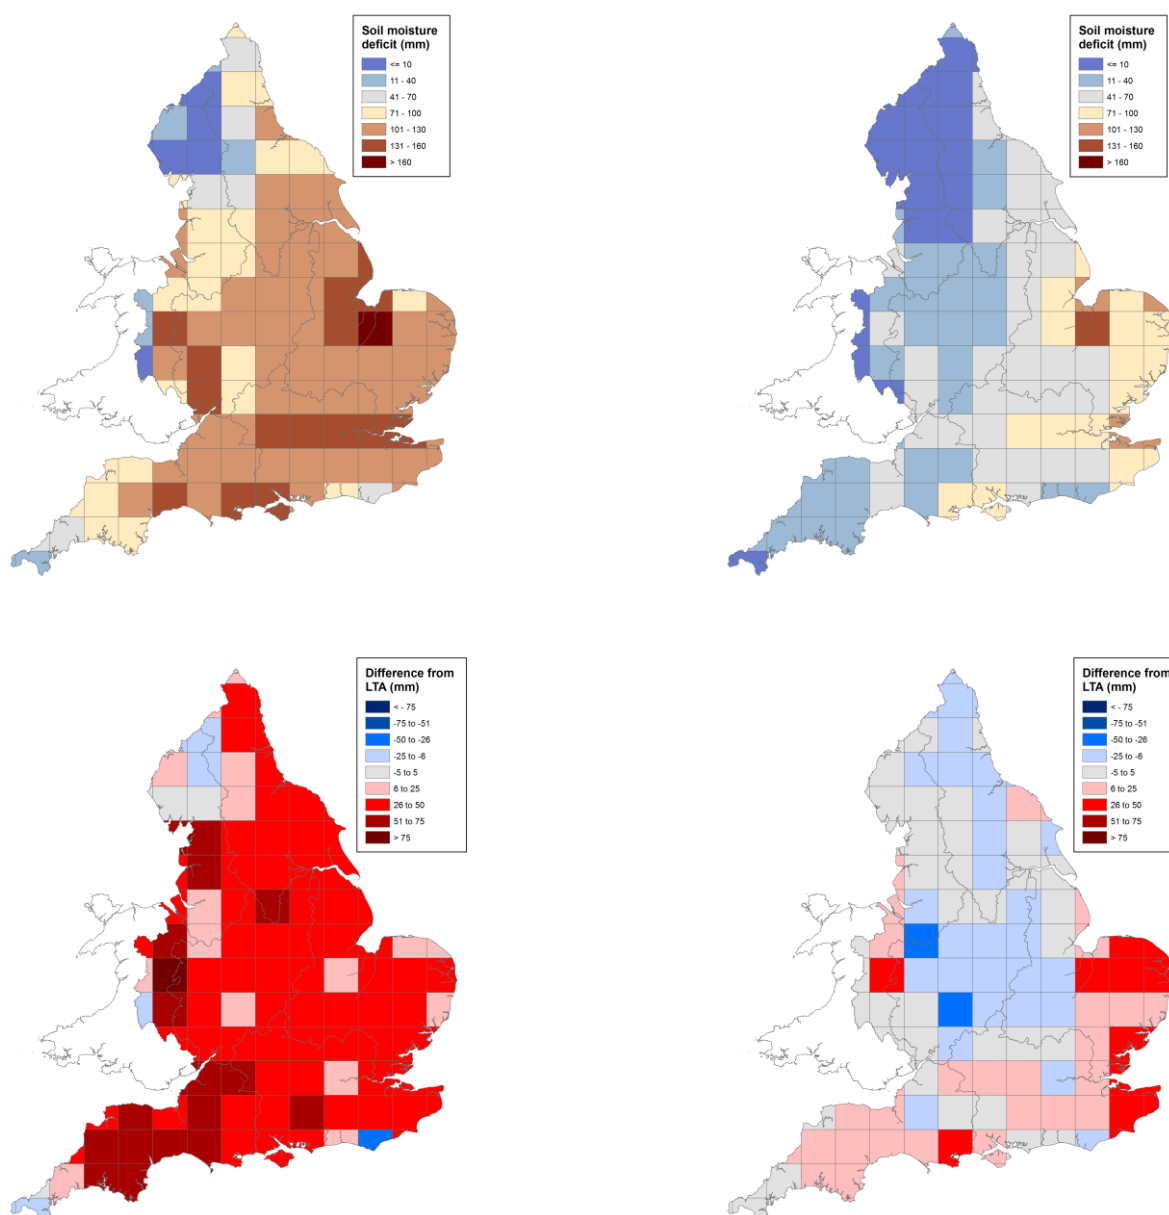 Soil moisture
deficit (mm)
<= 10
11 - 40
41 - 70
71 - 100
101 - 130
131 - 160
> 160
Soil moisture
deficit (mm)
<= 10
11 - 40
41 - 70
71 - 100
101 - 130
131 - 160
> 160
Difference from
LTA (mm)
< - 75
-75 to -51
-50 to -26
-25 to -6
-5 to 5
6 to 25
26 to 50
51 to 75
> 75
Difference from
LTA (mm)
< - 75
-75 to -51
-50 to -26
-25 to -6
-5 to 5
6 to 25
26 to 50
51 to 75
> 75